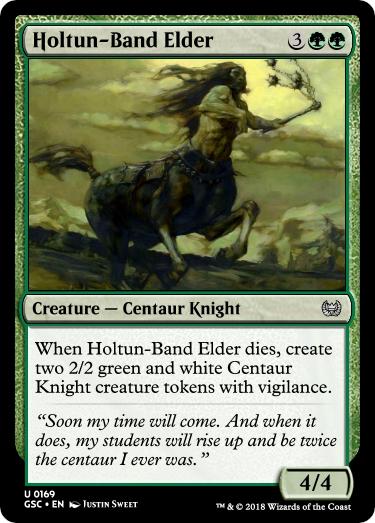 Holtun-Band Elder 3
Creature — Centaur Knight
When Holtun-Band Elder dies, create
two 2/2 green and white Centaur
Knight creature tokens with vigilance.
“Soon my time will come. And when it
does, my students will rise up and be twice
the centaur I ever was.”
4/4
U 0169
GSC • EN Justin Sweet
™ & © 2018 Wizards of the Coast